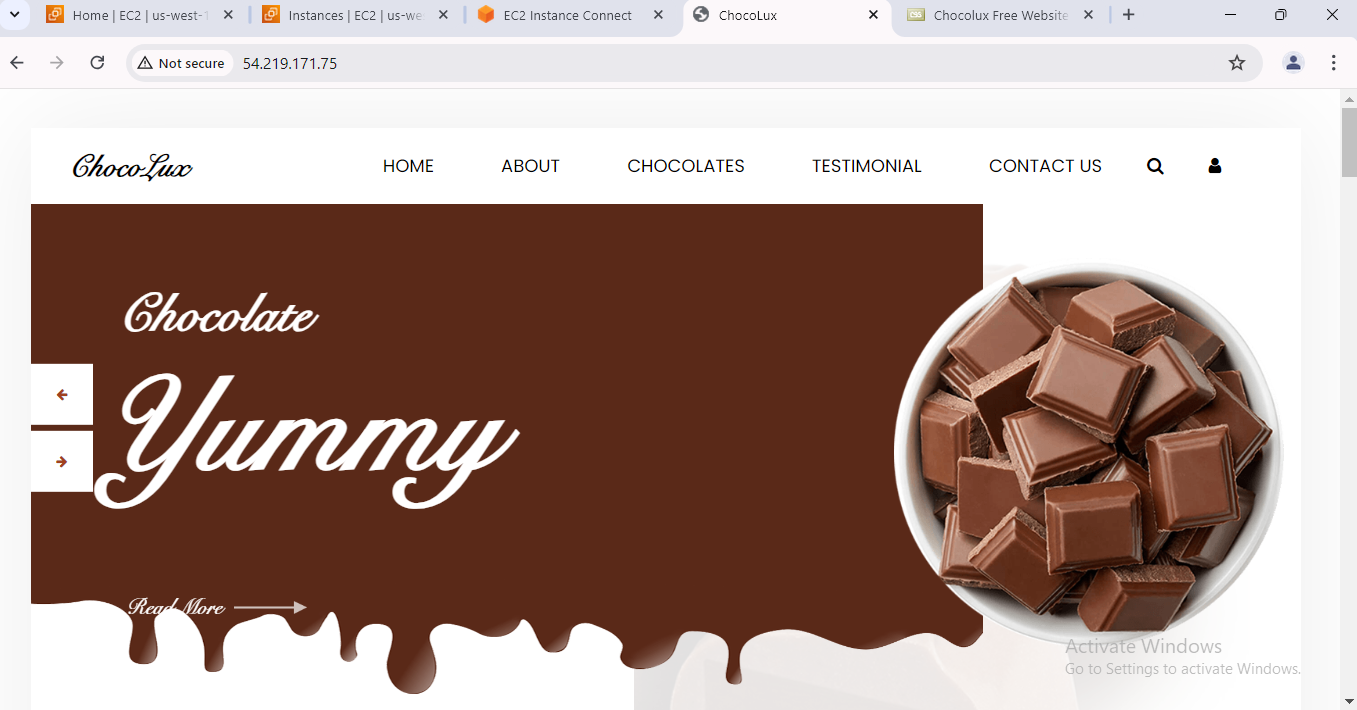 Home | EC2 | us-west-1
Instances | EC2 | us-we
EC2 Instance Connect
ChocoLux
Chocolux Free Website
Not secure
54.219.171.75
ChocoLux
HOME
ABOUT
CHOCOLATES
TESTIMONIAL
CONTACT US
Chocolate
Yummy
Read More
Activate Windows
Go to Settings to activate Windows.